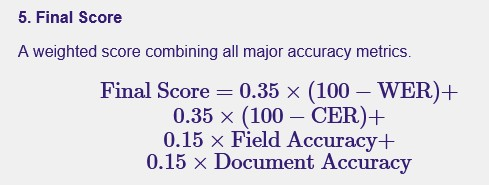 5. Final Score
A weighted score combining all major accuracy metrics.
Final Score = 0.35 × (100 − WER)+
0.35 × (100 − CER)+
0.15 × Field Accuracy+
0.15 × Document Accuracy